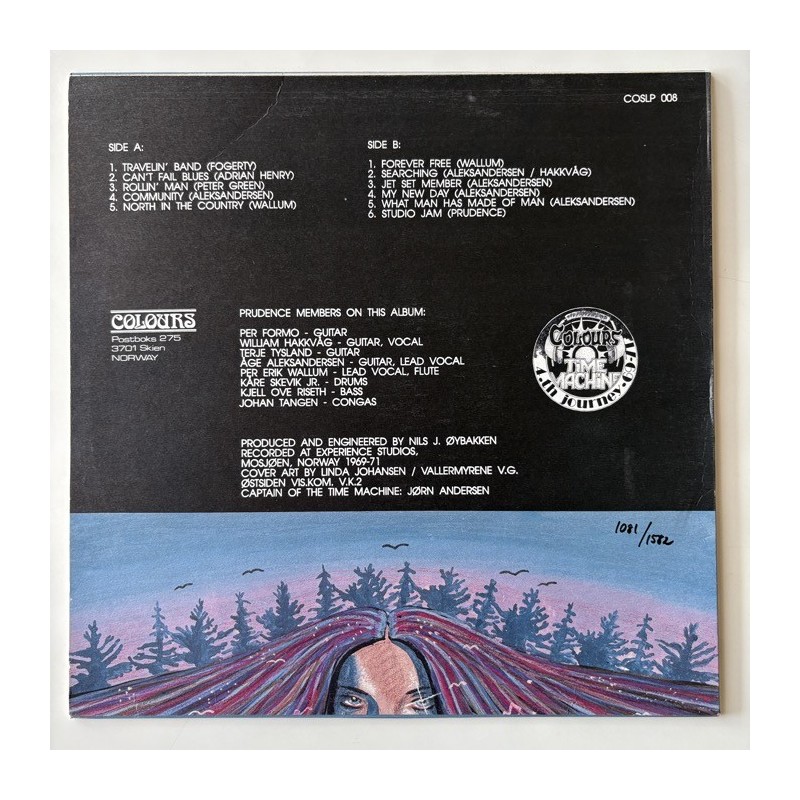 COSLP 008
SIDE A:
1. TRAVELIN' BAND (FOGERTY)
2. CAN'T FAIL BLUES (ADRIAN HENRY)
3. ROLLIN' MAN (PETER GREEN)
4. COMMUNITY (ALEKSANDERSEN)
5. NORTH IN THE COUNTRY (WALLUM)
SIDE B:
1. FOREVER FREE (WALLUM)
2. SEARCHING (ALEKSANDERSEN / HAKKVÅG)
3. JET SET MEMBER (ALEKSANDERSEN)
4. MY NEW DAY (ALEKSANDERSEN)
5. WHAT MAN HAS MADE OF MAN (ALEKSANDERSEN)
6. STUDIO JAM (PRUDENCE)
COLOURS
Postboks 275
3701 Skien
NORWAY
PRUDENCE MEMBERS ON THIS ALBUM:
PER FORMO - GUITAR
WILLIAM HAKKVÅG - GUITAR, VOCAL
TERJE TYSLAND - GUITAR
ÅGE ALEKSANDERSEN - GUITAR, LEAD VOCAL
PER ERIK WALLUM - LEAD VOCAL, FLUTE
KÅRE SKEVIK JR. - DRUMS
KJELL OVE RISETH - BASS
JOHAN TANGEN - CONGAS
COLOURS
TIME
MACHINE
4.th journey·69-71
PRODUCED AND ENGINEERED BY NILS J. ØYBAKKEN
RECORDED AT EXPERIENCE STUDIOS,
MOSJØEN, NORWAY 1969-71
COVER ART BY LINDA JOHANSEN / VALLERMYRENE V.G.
ØSTSIDEN VIS.KOM. V.K.2
CAPTAIN OF THE TIME MACHINE: JØRN ANDERSEN
1081/1582